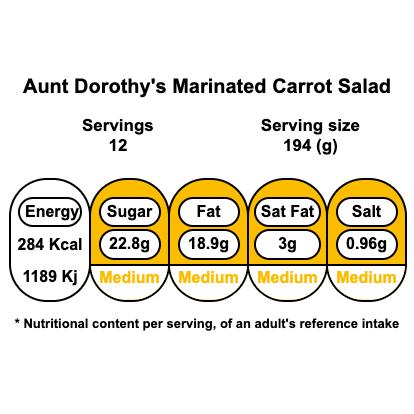 Aunt Dorothy's Marinated Carrot Salad
Servings Serving size
12 194 (g)
Energy Sugar Fat Sat Fat Salt
284 Kcal 22.8g 18.9g 3g 0.96g
1189 Kj Medium Medium Medium Medium
* Nutritional content per serving, of an adult's reference intake